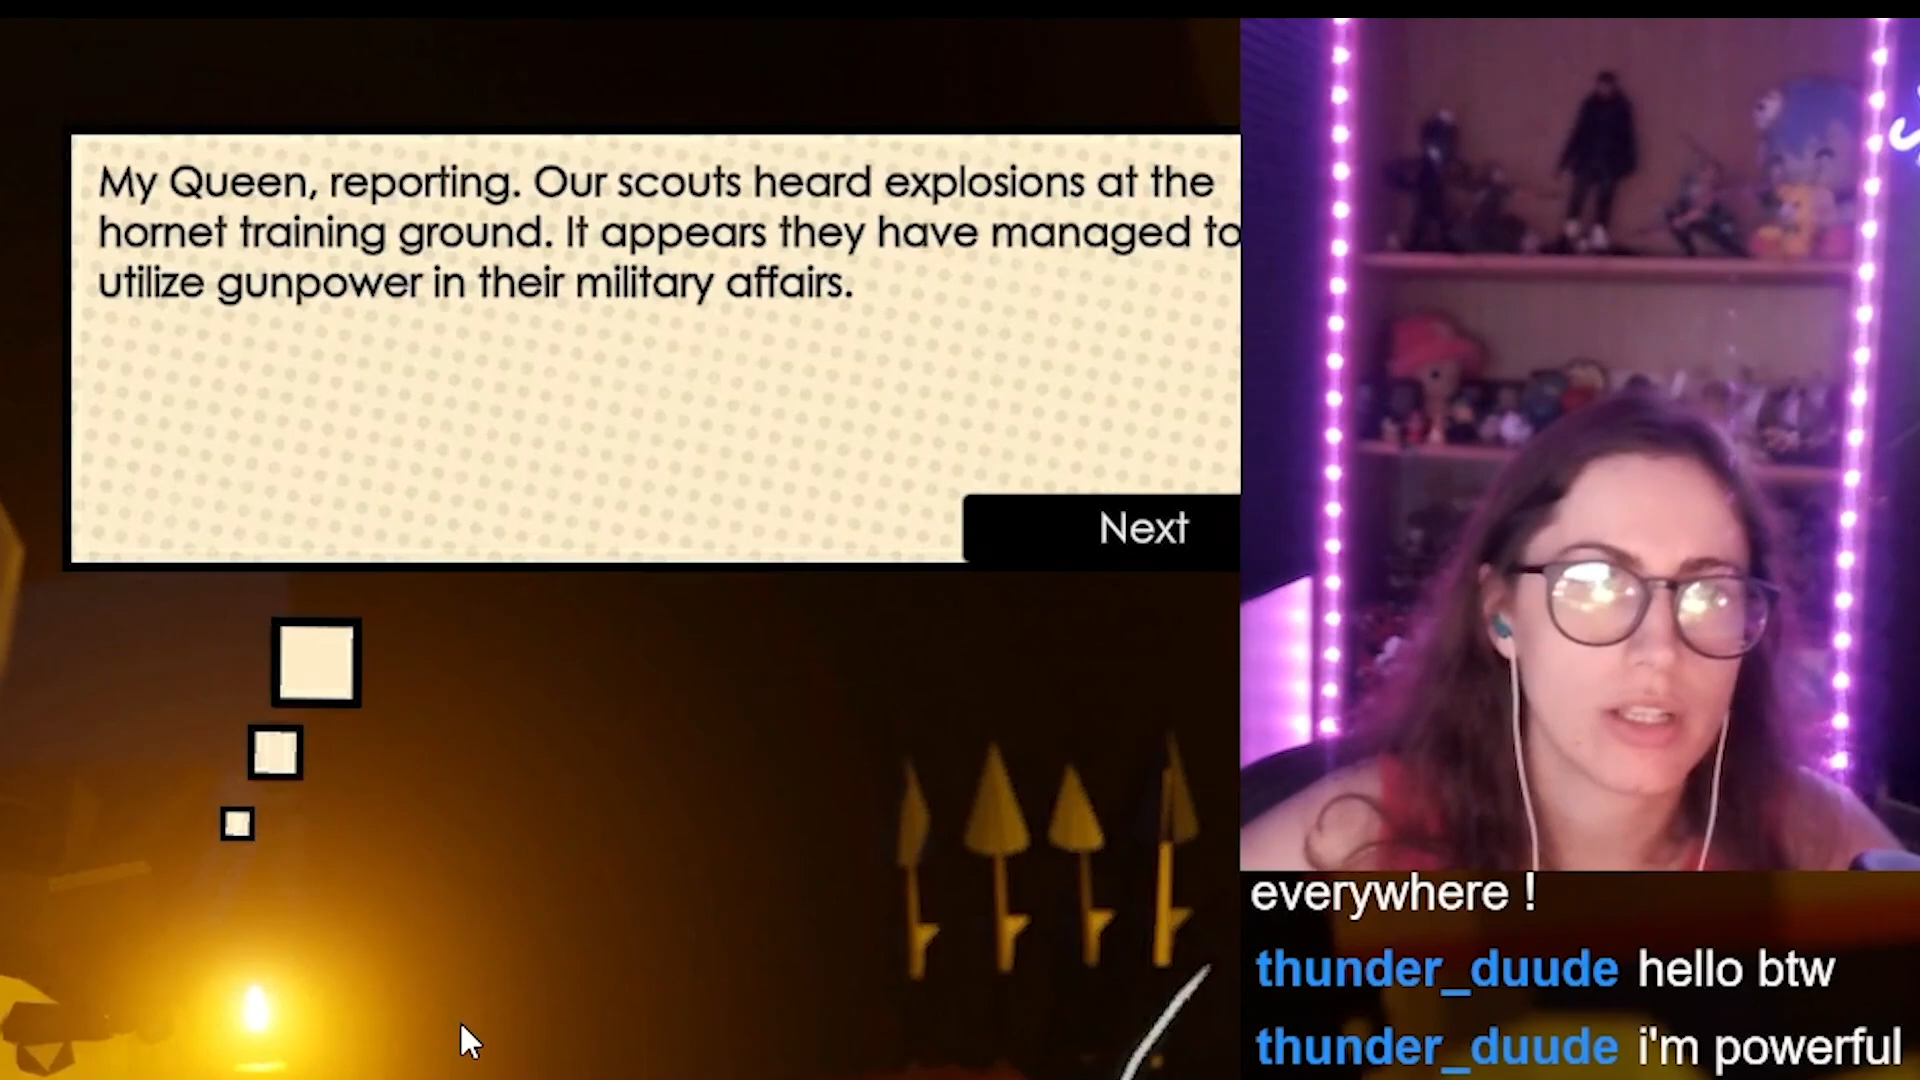 My Queen, reporting. Our scouts heard explosions at the
hornet training ground. It appears they have managed to
utilize gunpower in their military affairs.
Next
everywhere !
thunder_duude hello btw
thunder_duude i'm powerful